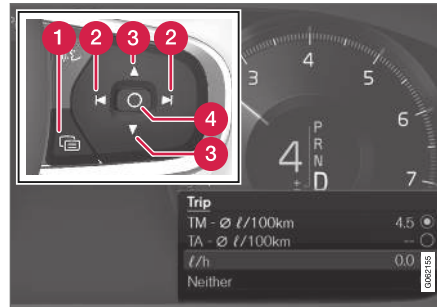 1
2
3
2
4
3
3
4
5
6
7
4
±
P
R
N
D
Trip
TM - Ø ℓ/100km 4.5
TA - Ø ℓ/100km --
ℓ/h 0.0
Neither
G062155